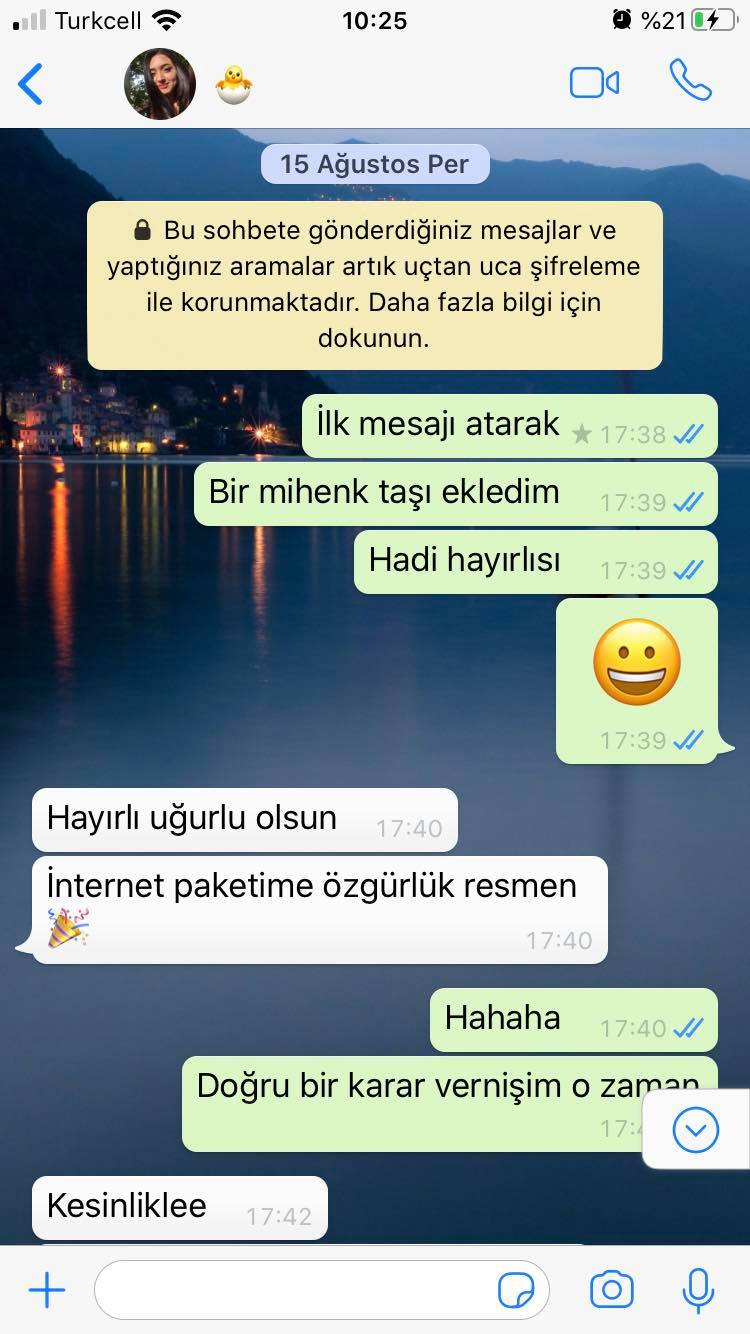 Turkcell 10:25 %21
15 Ağustos Per
Bu sohbete gönderdiğiniz mesajlar ve
yaptığınız aramalar artık uçtan uca şifreleme
ile korunmaktadır. Daha fazla bilgi için
dokunun.
İlk mesajı atarak 17:38
Bir mihenk taşı ekledim 17:39
Hadi hayırlısı 17:39
17:39
Hayırlı uğurlu olsun 17:40
İnternet paketime özgürlük resmen
17:40
Hahaha 17:40
Doğru bir karar vernişim o zaman
Kesinliklee 17:42